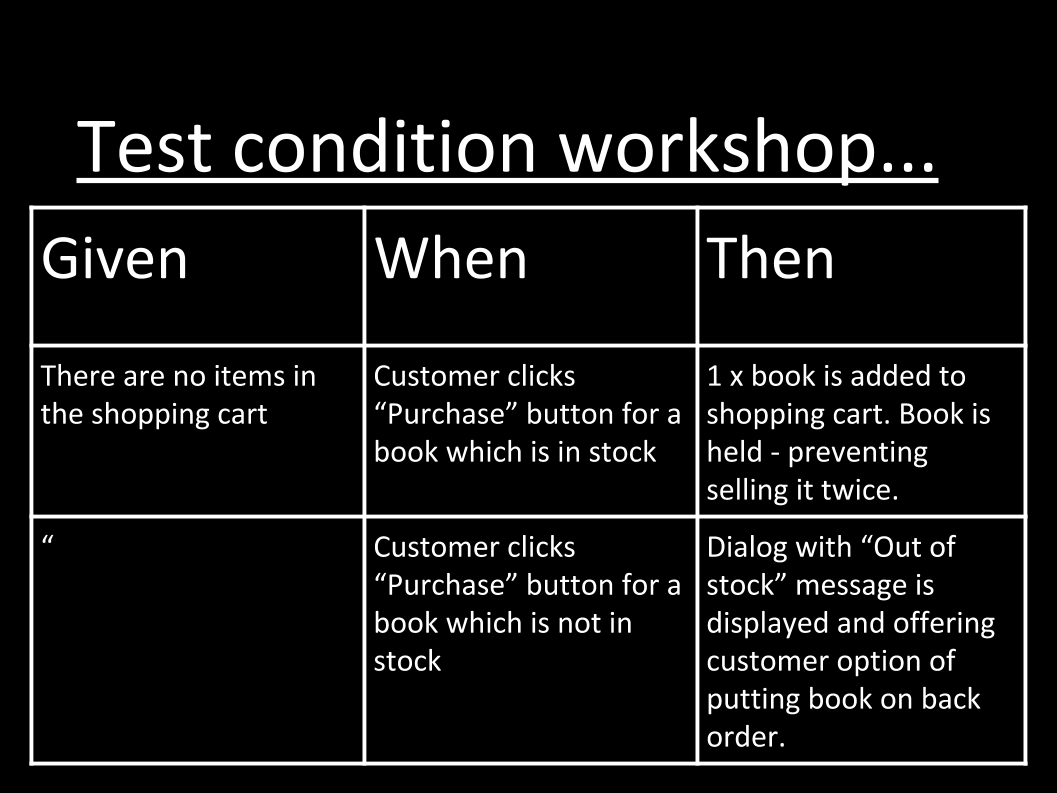 Test condition workshop...
Given
When
Then
There are no items in
the shopping cart
Customer clicks
“Purchase” button for a
book which is in stock
1 x book is added to
shopping cart. Book is
held - preventing
selling it twice.
“
Customer clicks
“Purchase” button for a
book which is not in
stock
Dialog with “Out of
stock” message is
displayed and offering
customer option of
putting book on back
order.